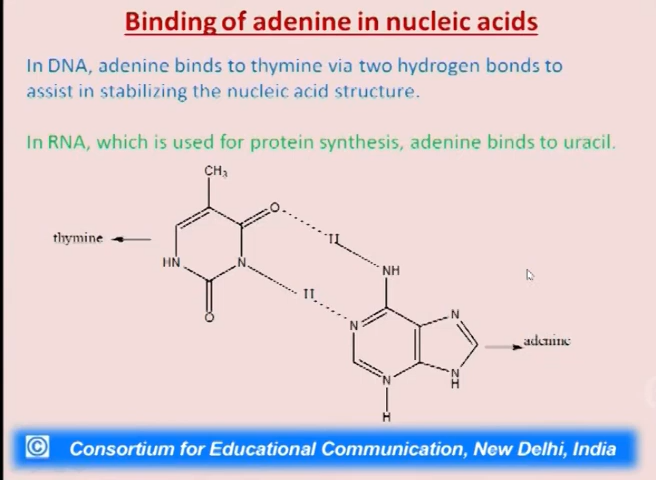 Binding of adenine in nucleic acids
In DNA, adenine binds to thymine via two hydrogen bonds to
assist in stabilizing the nucleic acid structure.
In RNA, which is used for protein synthesis, adenine binds to uracil.
CH3
O
thymine
H
HN
N
NH
H
O
N
N
adenine
N
N
H
H
© Consortium for Educational Communication, New Delhi, India